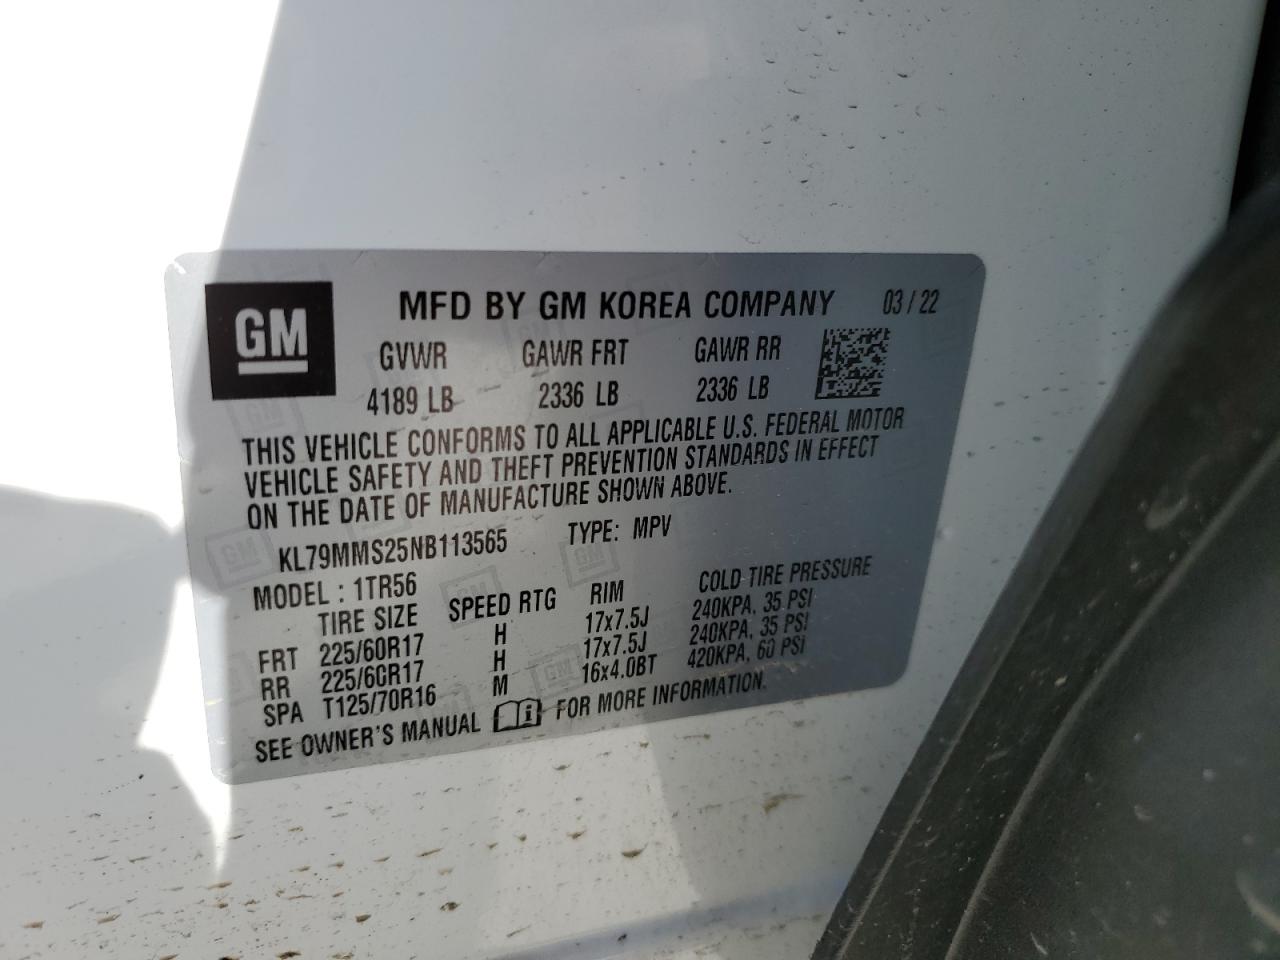 GM
MFD BY GM KOREA COMPANY 03 / 22
GVWR GAWR FRT GAWR RR
4189 LB 2336 LB 2336 LB
THIS VEHICLE CONFORMS TO ALL APPLICABLE U.S. FEDERAL MOTOR
VEHICLE SAFETY AND THEFT PREVENTION STANDARDS IN EFFECT
ON THE DATE OF MANUFACTURE SHOWN ABOVE.
KL79MMS25NB113565 TYPE: MPV
MODEL : 1TR56
TIRE SIZE SPEED RTG RIM COLD TIRE PRESSURE
FRT 225/60R17 H 17x7.5J 240KPA, 35 PSI
RR 225/60R17 H 17x7.5J 240KPA, 35 PSI
SPA T125/70R16 M 16x4.0BT 420KPA, 60 PSI
SEE OWNER'S MANUAL i FOR MORE INFORMATION.